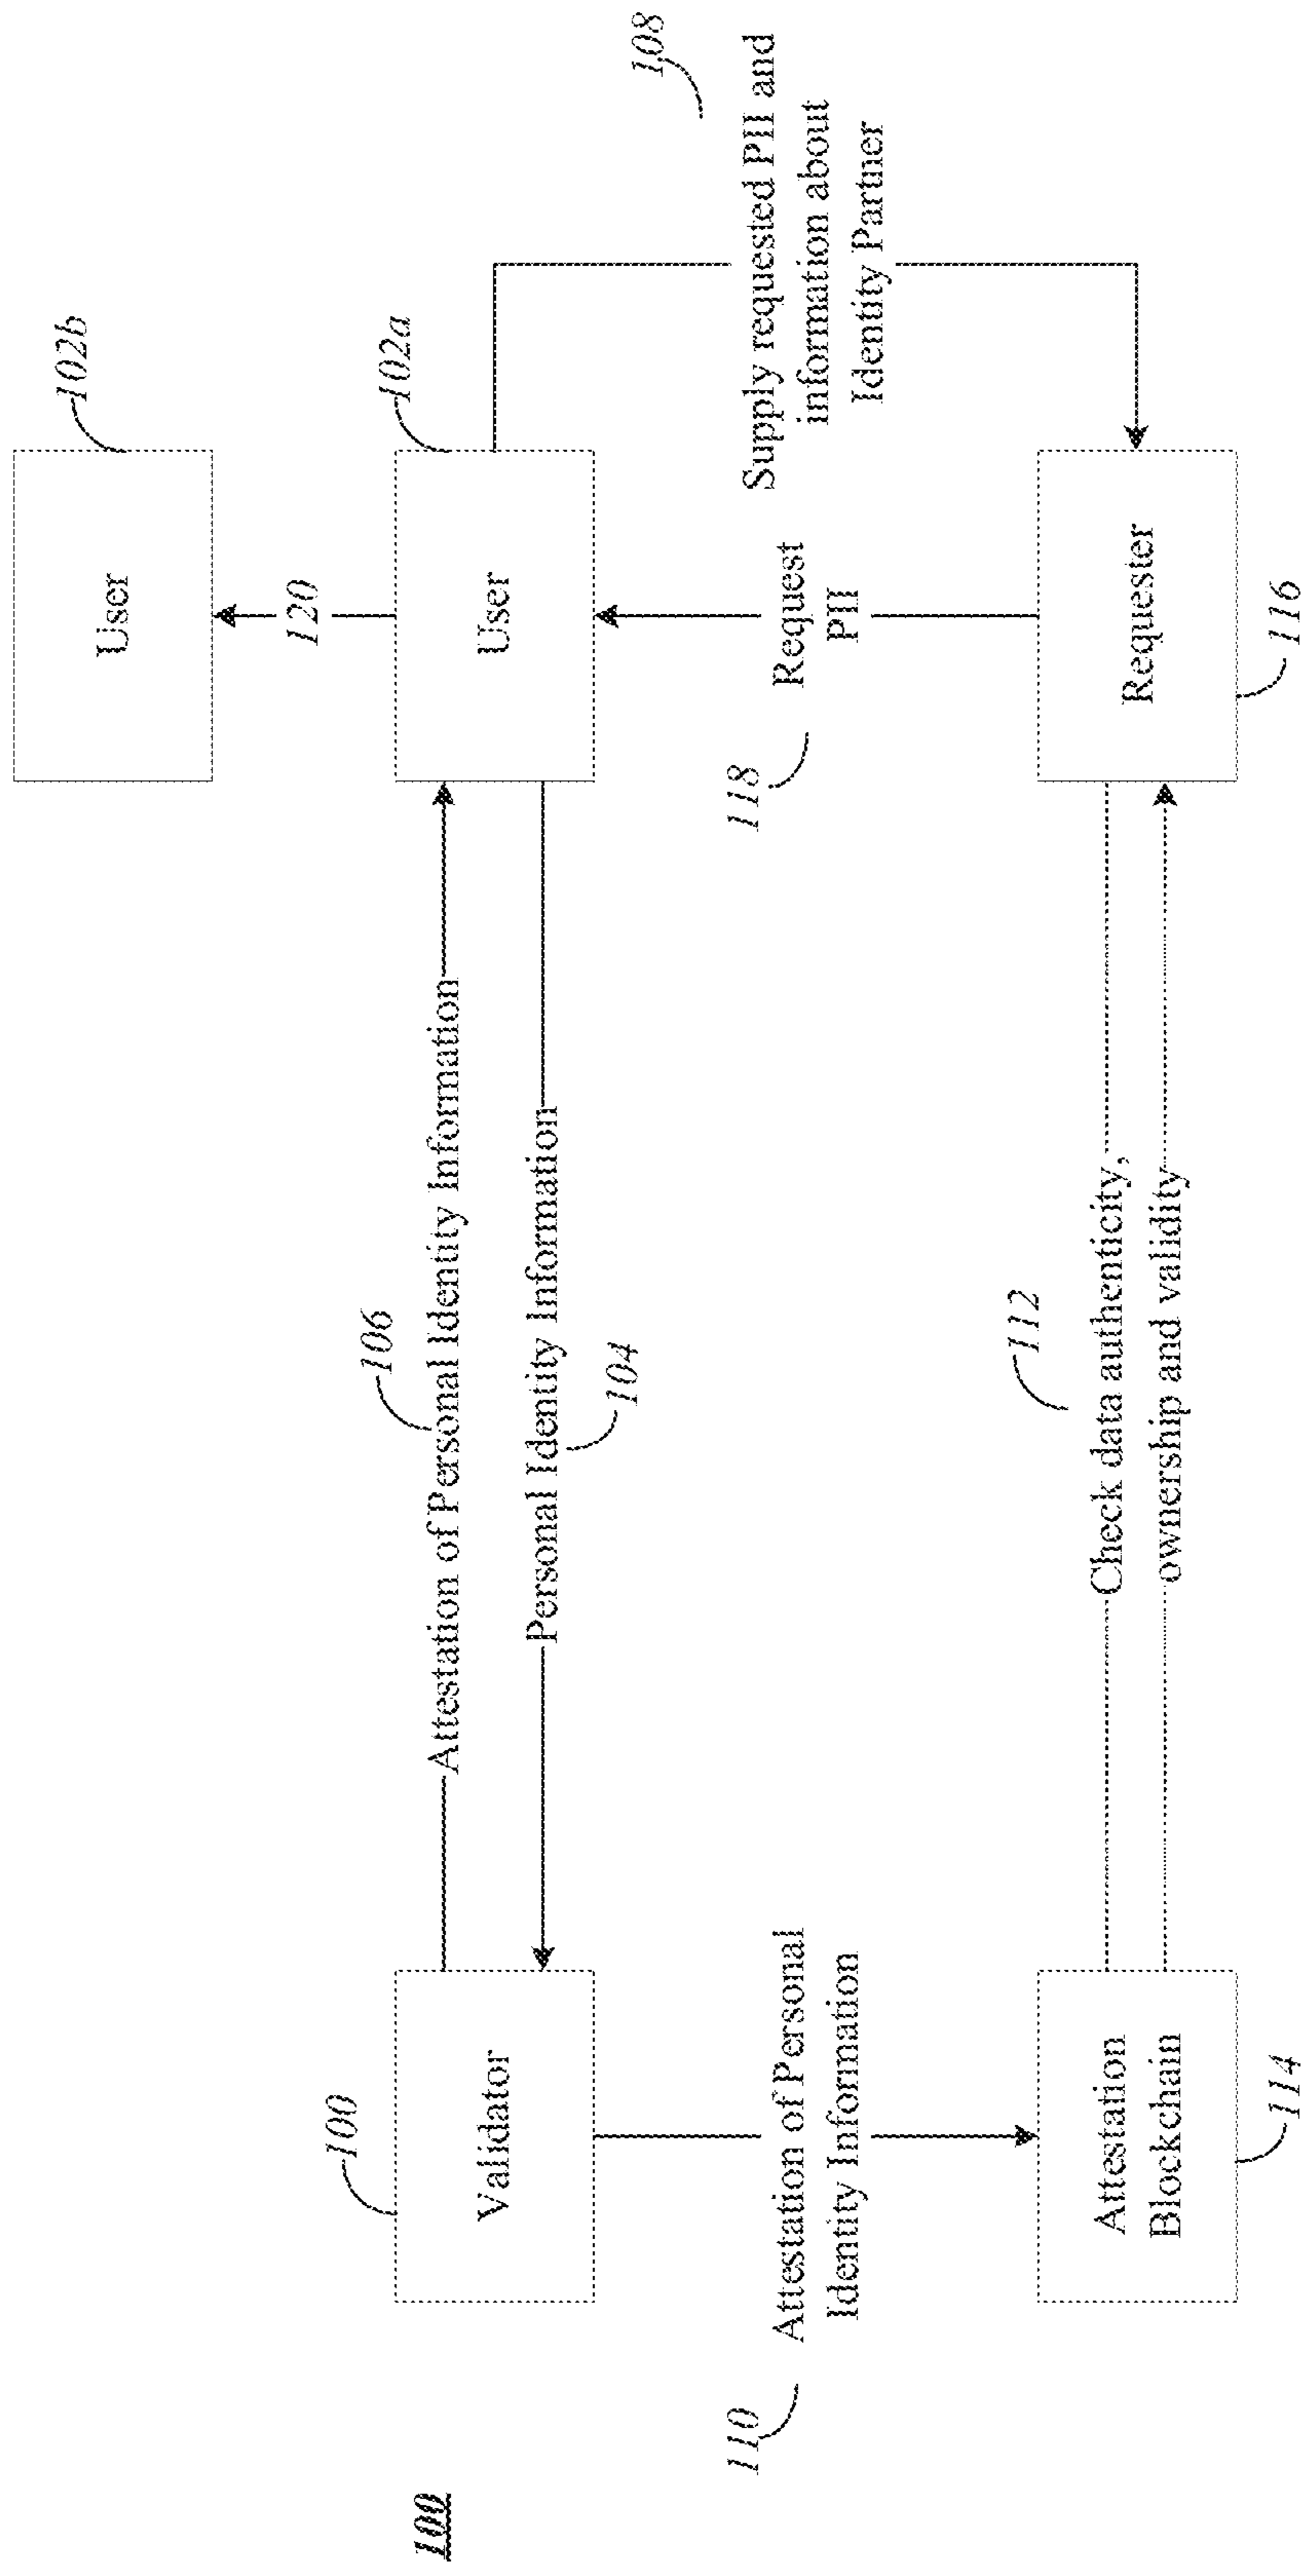 100
102b
User
120
100
Validator
106
Attestation of Personal Identity Information
102a
User
Personal Identity Information
104
110
Attestation of Personal
Identity Information
118
Request
PII
108
Supply requested PII and
information about
Identity Partner
112
Check data authenticity,
ownership and validity
Attestation
Blockchain
114
Requester
116